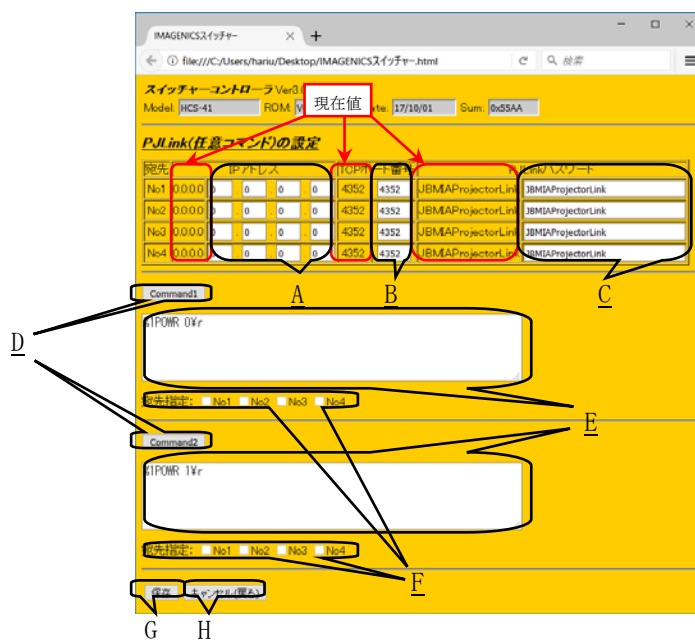 IMAGENICSスイッチャー × +
file:///C:/Users/hariu/Desktop/IMAGENICSスイッチャー.html 検索
スイッチャーコントローラ Ver3.0
Model: HCS-41 ROM: V 現在値 ate: 17/10/01 Sum: 0x55AA
PJLink(任意コマンド)の設定
宛先 IPアドレス TCPポート番号 PJLinkパスワード
No1 0.0.0.0 0 . 0 . 0 . 0 4352 4352 JBMIAProjectorLink JBMIAProjectorLink
No2 0.0.0.0 0 . 0 . 0 . 0 4352 4352 JBMIAProjectorLink JBMIAProjectorLink
No3 0.0.0.0 0 . 0 . 0 . 0 4352 4352 JBMIAProjectorLink JBMIAProjectorLink
No4 0.0.0.0 0 . 0 . 0 . 0 4352 4352 JBMIAProjectorLink JBMIAProjectorLink
A B C
Command1
D
%1POWR 0¥r
宛先指定: No1 No2 No3 No4
E
Command2
%1POWR 1¥r
宛先指定: No1 No2 No3 No4
F
保存 キャンセル(戻る)
G H